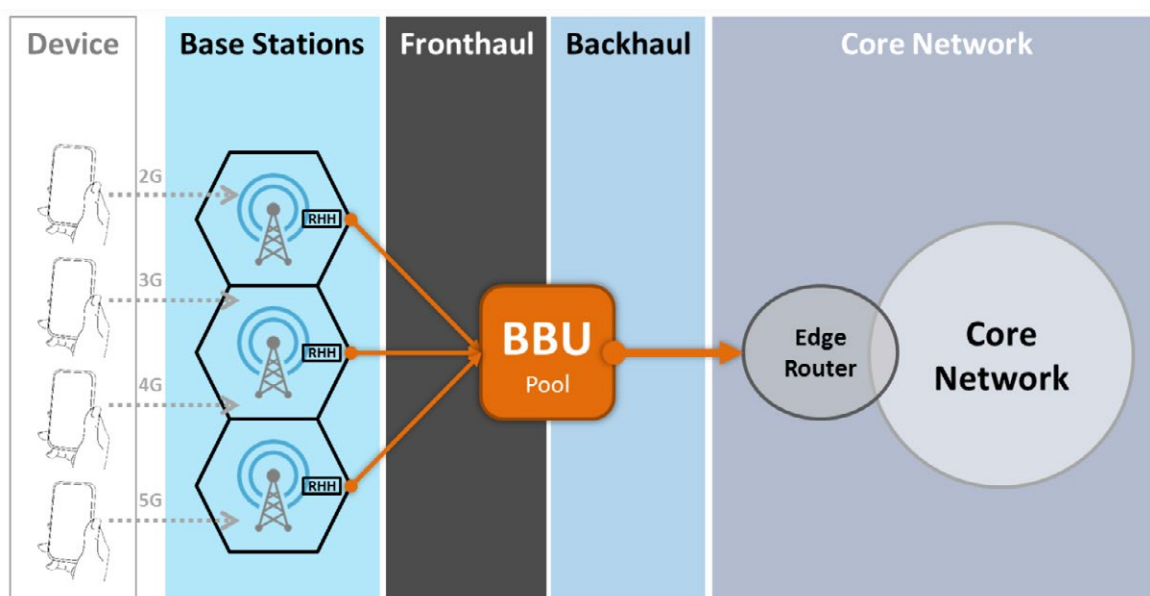 Device
Base Stations
Fronthaul
Backhaul
Core Network
2G
RHH
3G
RHH
BBU
Pool
Edge
Router
Core
Network
4G
RHH
5G